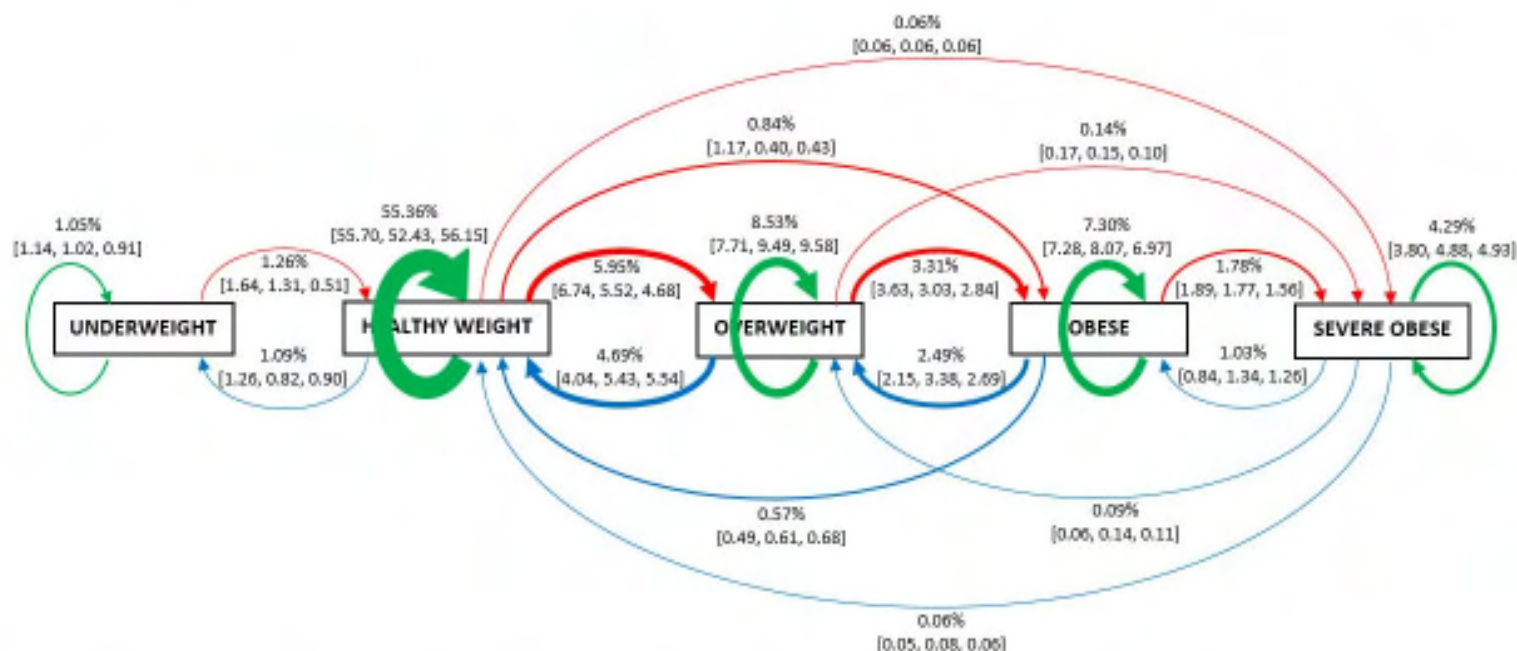 0.06%
[0.06, 0.06, 0.06]
0.84%
[1.17, 0.40, 0.43]
0.14%
[0.17, 0.15, 0.10]
1.05%
[1.14, 1.02, 0.91]
55.36%
[55.70, 52.43, 56.15]
8.53%
[7.71, 9.49, 9.58]
7.30%
[7.28, 8.07, 6.97]
4.29%
[3.80, 4.88, 4.93]
1.26%
[1.64, 1.31, 0.51]
5.95%
[6.74, 5.52, 4.68]
3.31%
[3.63, 3.03, 2.84]
1.78%
[1.89, 1.77, 1.56]
UNDERWEIGHT
HEALTHY WEIGHT
OVERWEIGHT
OBESE
SEVERE OBESE
1.09%
[1.26, 0.82, 0.90]
4.69%
[4.04, 5.43, 5.54]
2.49%
[2.15, 3.38, 2.69]
1.03%
[0.84, 1.34, 1.26]
0.57%
[0.49, 0.61, 0.68]
0.09%
[0.06, 0.14, 0.11]
0.06%
[0.05, 0.08, 0.06]